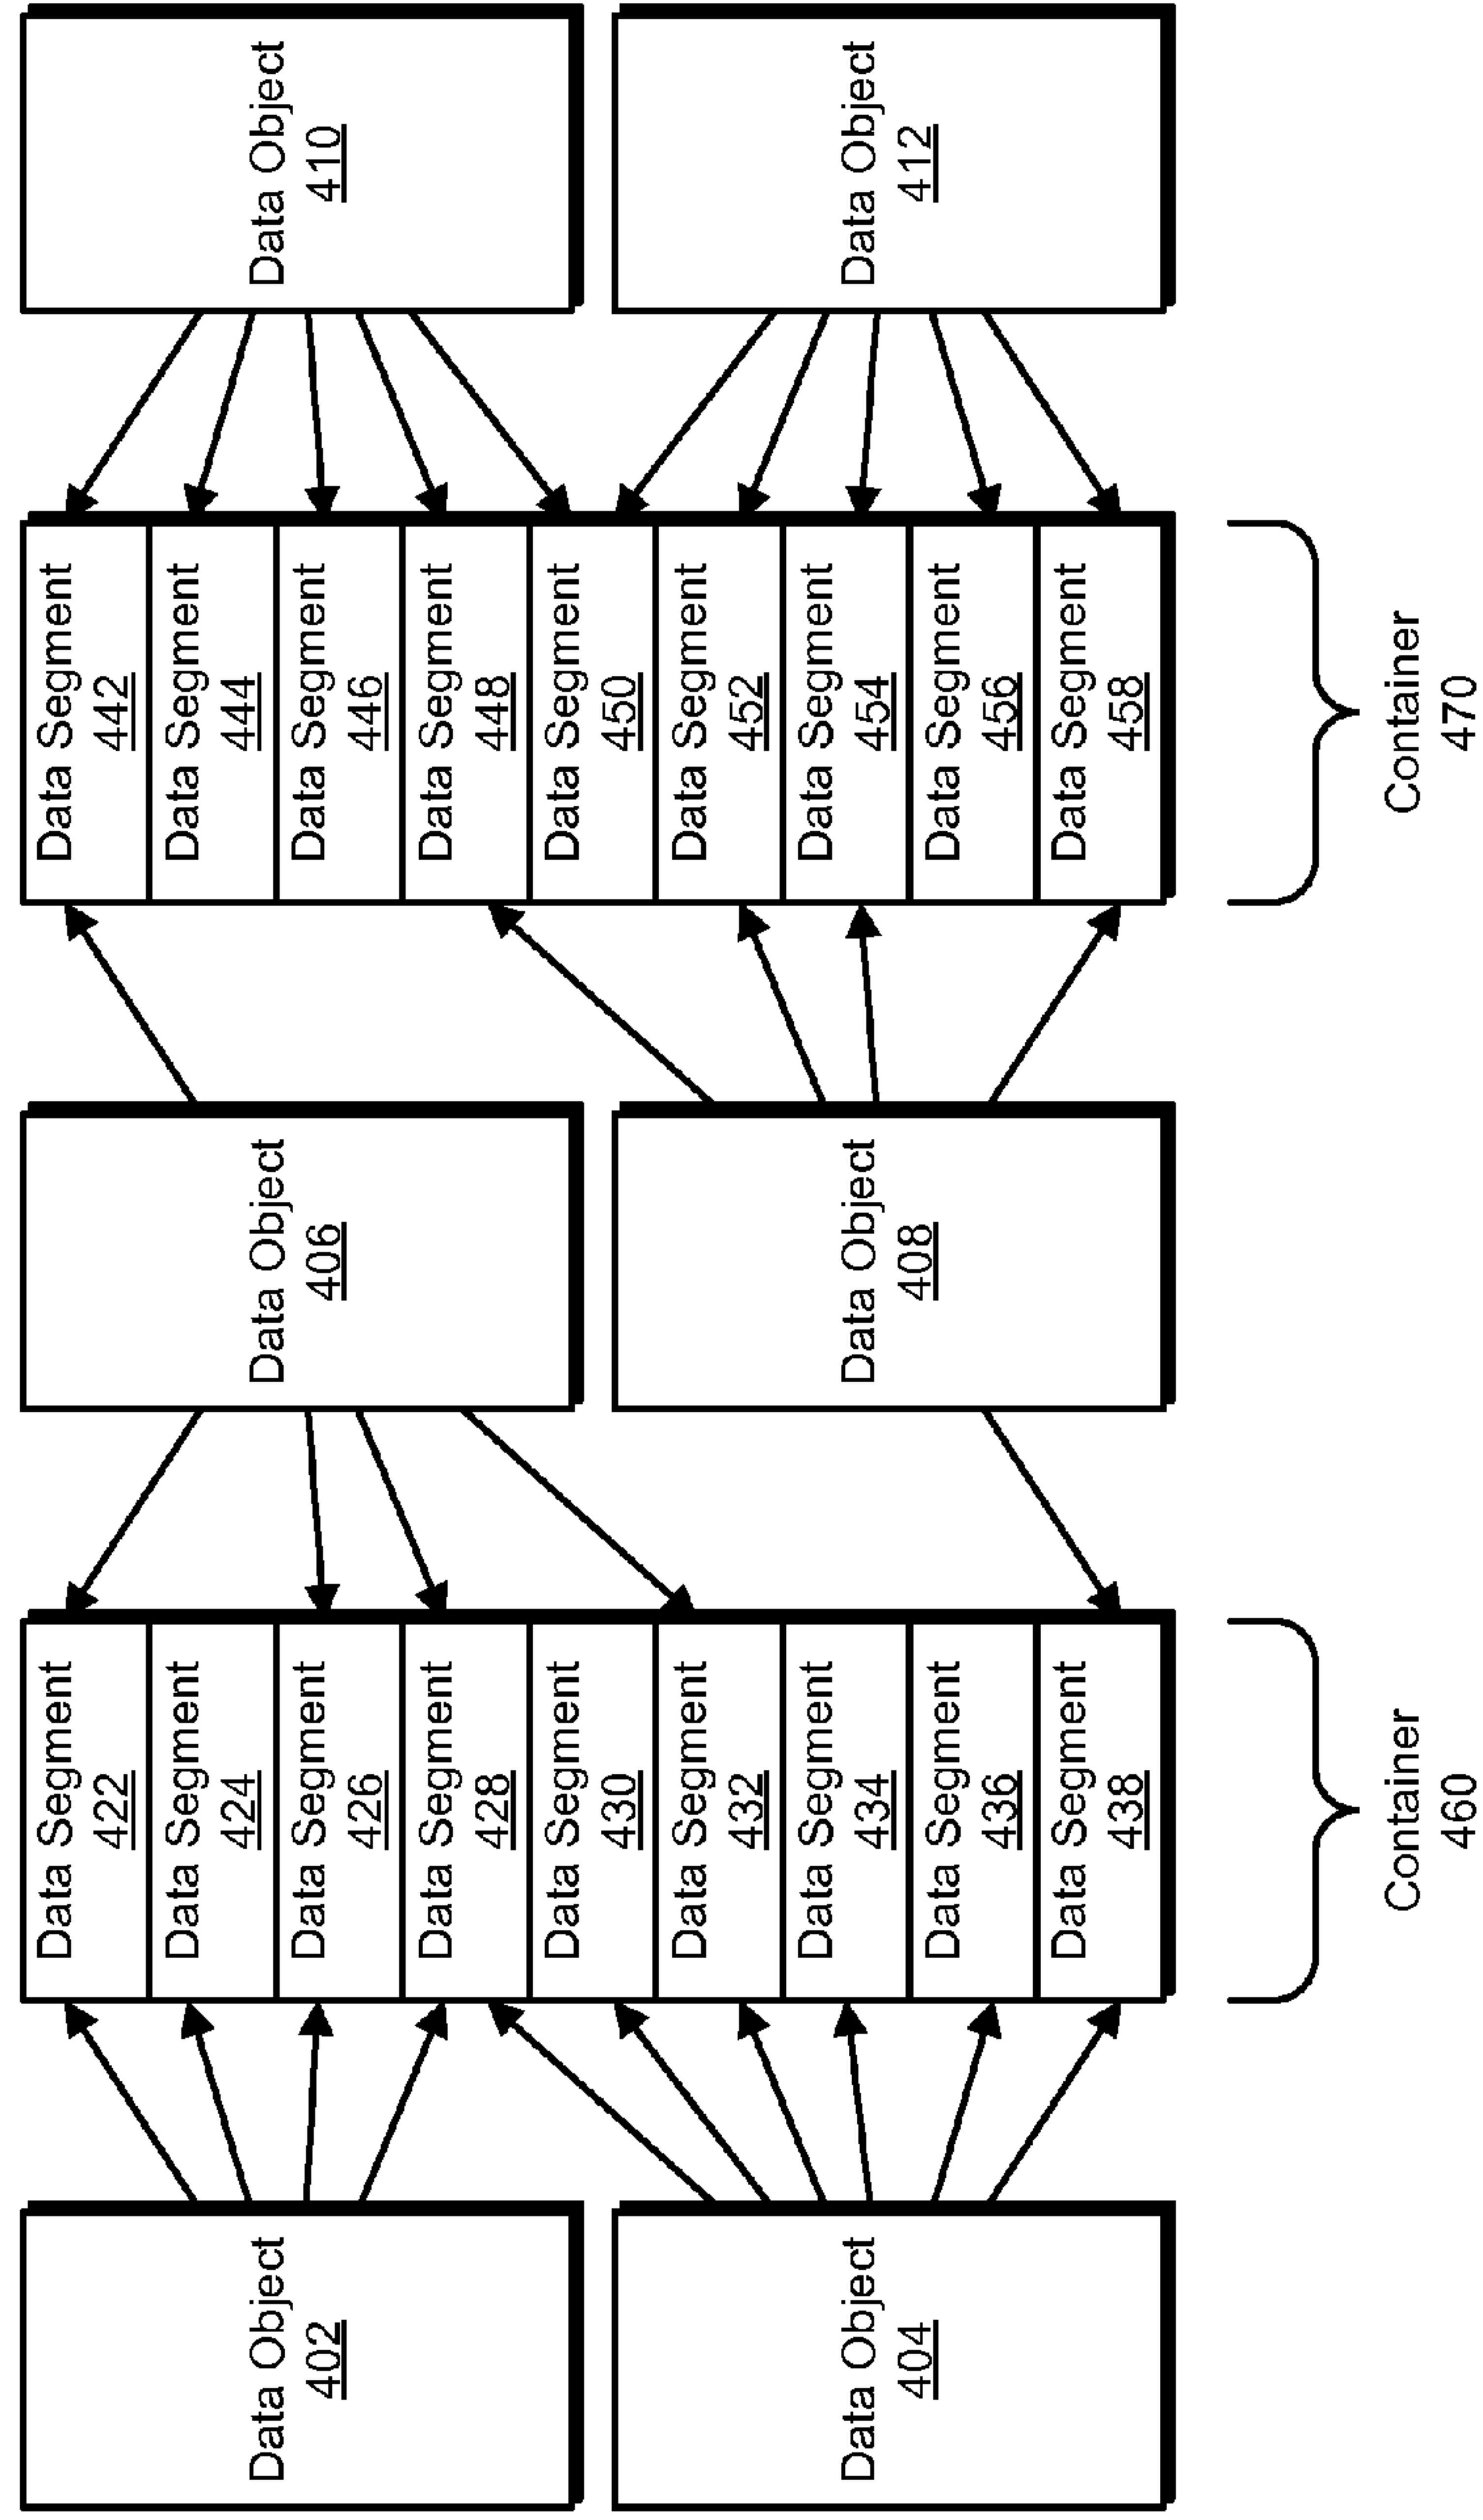 Data Object
402
Data Object
404
Data Segment
422
Data Segment
424
Data Segment
426
Data Segment
428
Data Segment
430
Data Segment
432
Data Segment
434
Data Segment
436
Data Segment
438
Container
460
Data Object
406
Data Object
408
Data Segment
442
Data Segment
444
Data Segment
446
Data Segment
448
Data Segment
450
Data Segment
452
Data Segment
454
Data Segment
456
Data Segment
458
Container
470
Data Object
410
Data Object
412